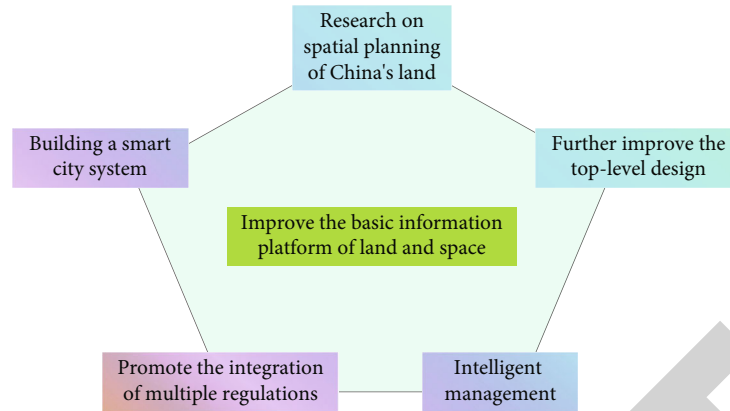 Research on
spatial planning
of China's land
Building a smart
city system
Further improve the
top-level design
Improve the basic information
platform of land and space
Promote the integration
of multiple regulations
Intelligent
management